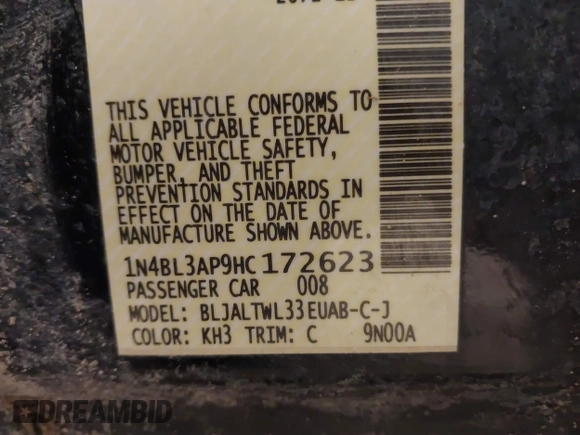 THIS VEHICLE CONFORMS TO
ALL APPLICABLE FEDERAL
MOTOR VEHICLE SAFETY,
BUMPER, AND THEFT
PREVENTION STANDARDS IN
EFFECT ON THE DATE OF
MANUFACTURE SHOWN ABOVE.
1N4BL3AP9HC172623
PASSENGER CAR 008
MODEL: BLJALTWL33EUAB-C-J
COLOR: KH3 TRIM: C 9N00A
DREAMBID